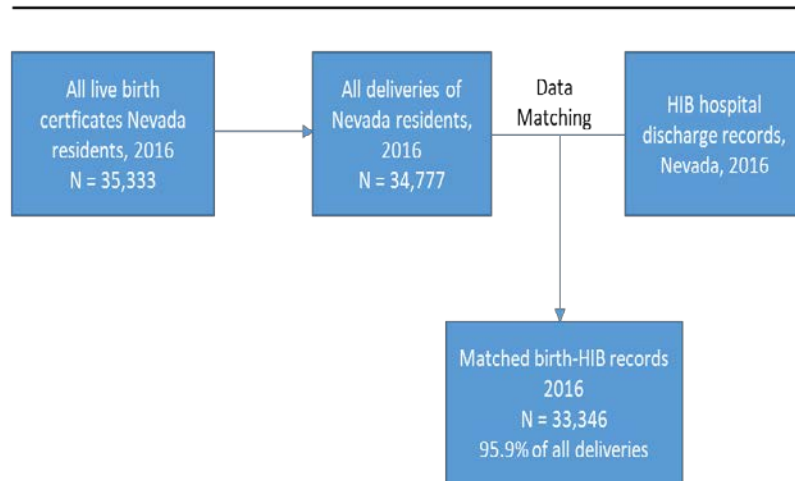 All live birth
certficates Nevada
residents, 2016
N = 35,333
All deliveries of
Nevada residents,
2016
N = 34,777
Data
Matching
HIB hospital
discharge records,
Nevada, 2016
Matched birth-HIB records
2016
N = 33,346
95.9% of all deliveries